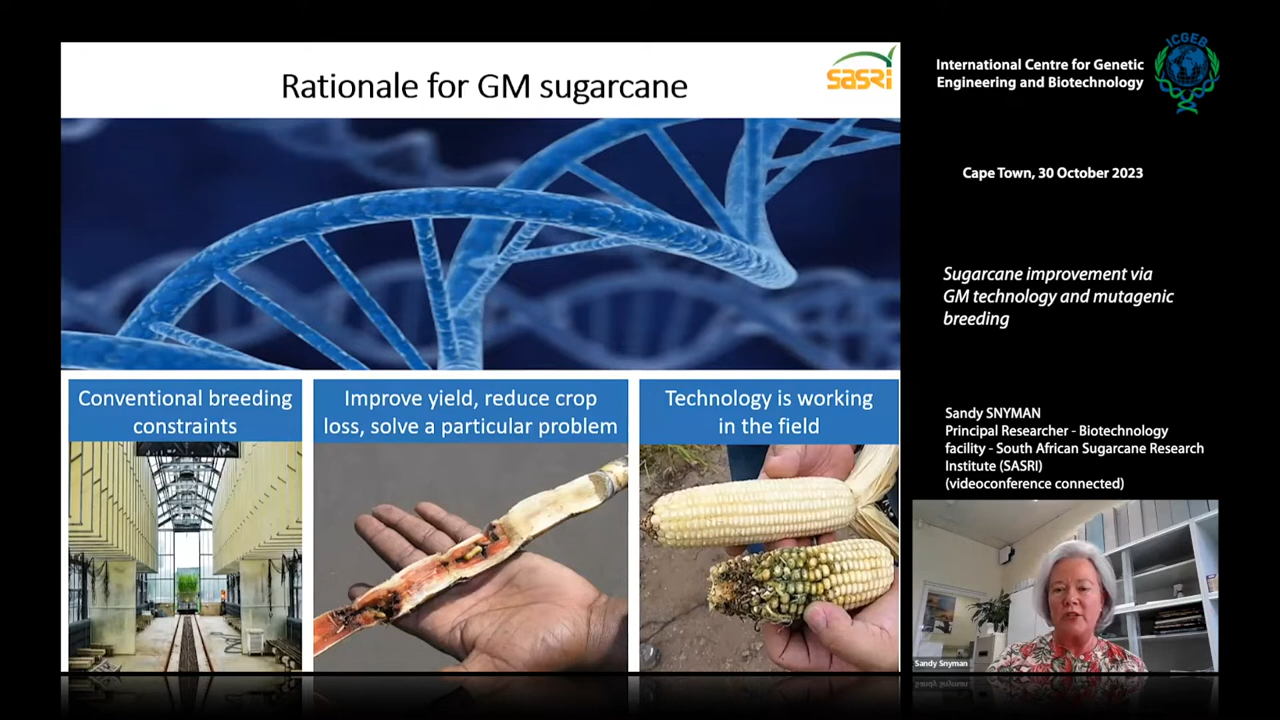 Rationale for GM sugarcane
SASRI
Conventional breeding
constraints
Improve yield, reduce crop
loss, solve a particular problem
Technology is working
in the field
ICGEB
International Centre for Genetic
Engineering and Biotechnology
Cape Town, 30 October 2023
Sugarcane improvement via
GM technology and mutagenic
breeding
Sandy SNYMAN
Principal Researcher - Biotechnology
facility - South African Sugarcane Research
Institute (SASRI)
(videoconference connected)
Sandy Snyman